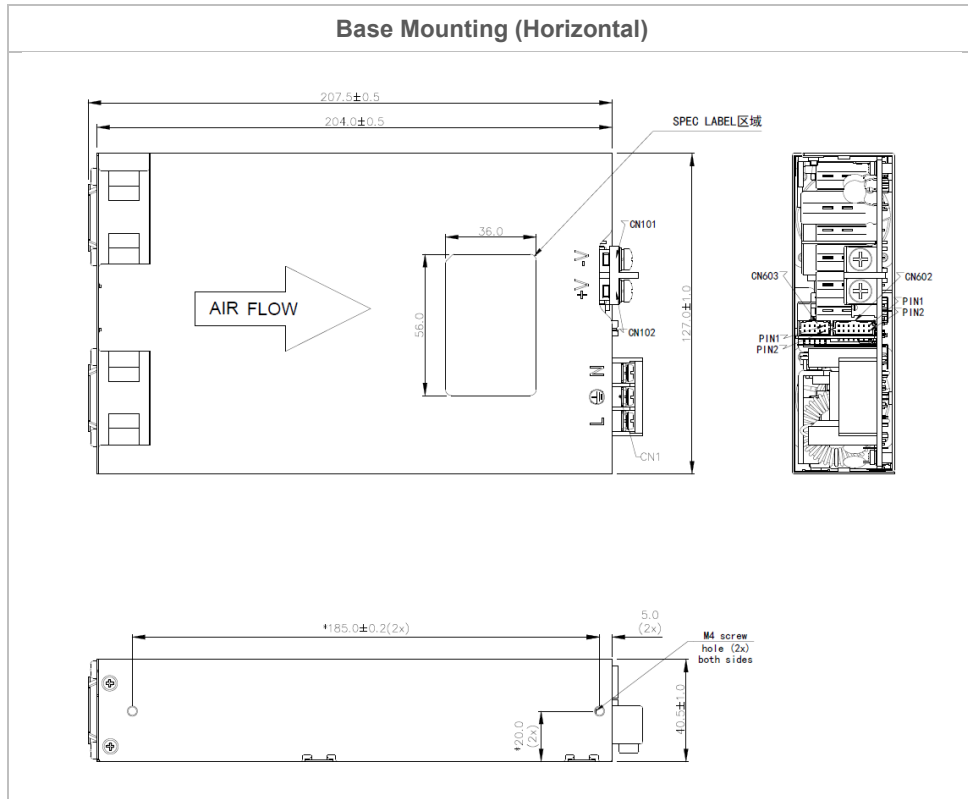 Base Mounting (Horizontal)
207.5±0.5
204.0±0.5
SPEC LABEL区域
36.0
56.0
AIR FLOW
-V
+V
CN101
CN102
127.0±1.0
N
L
CN1
CN603
CN602
PIN1
PIN2
PIN1
PIN2
*185.0±0.2(2x)
5.0
(2x)
M4 screw
hole (2x)
both sides
*20.0
(2x)
40.5±1.0